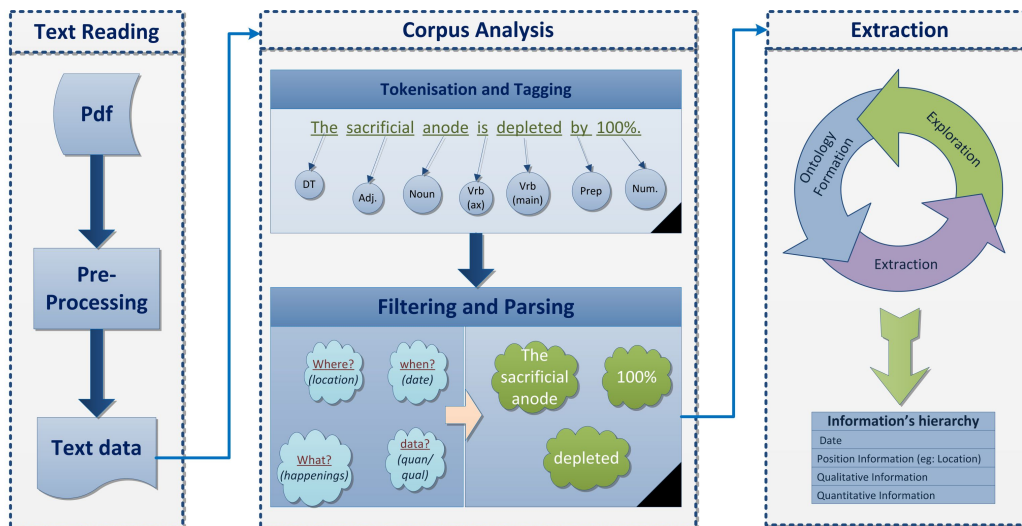 Text Reading
Pdf
Pre-
Processing
Text data
Corpus Analysis
Tokenisation and Tagging
The sacrificial anode is depleted by 100%.
DT
Adj.
Noun
Vrb
(ax)
Vrb
(main)
Prep
Num.
Filtering and Parsing
Where?
(location)
when?
(date)
What?
(happenings)
data?
(quan/
qual)
The
sacrificial
anode
100%
depleted
Extraction
Ontology
Formation
Exploration
Extraction
Information's hierarchy
Date
Position Information (eg: Location)
Qualitative Information
Quantitative Information